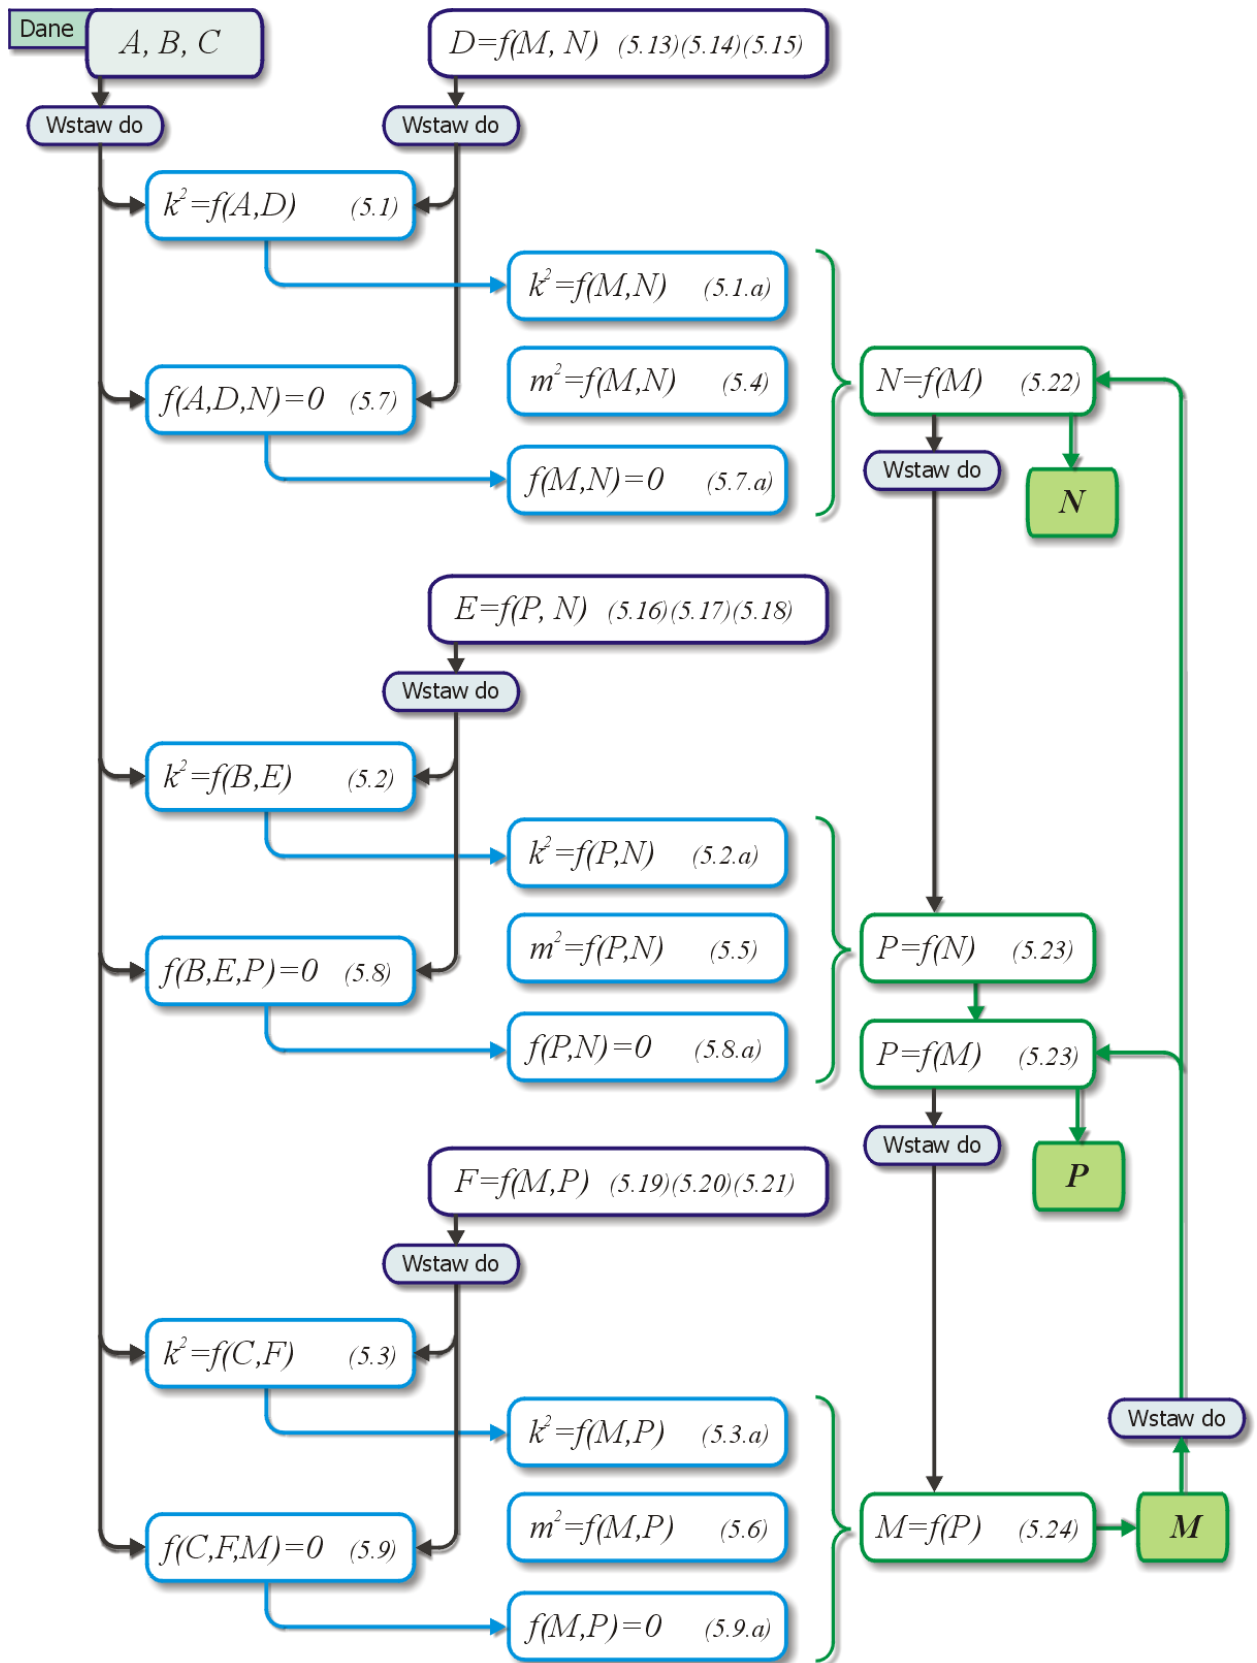 Dane
A, B, C
D=f(M, N) (5.13)(5.14)(5.15)
Wstaw do
Wstaw do
k²=f(A,D) (5.1)
k²=f(M,N) (5.1.a)
m²=f(M,N) (5.4)
N=f(M) (5.22)
f(A,D,N)=0 (5.7)
f(M,N)=0 (5.7.a)
Wstaw do
N
E=f(P, N) (5.16)(5.17)(5.18)
Wstaw do
k²=f(B,E) (5.2)
k²=f(P,N) (5.2.a)
m²=f(P,N) (5.5)
P=f(N) (5.23)
f(B,E,P)=0 (5.8)
f(P,N)=0 (5.8.a)
P=f(M) (5.23)
Wstaw do
P
F=f(M,P) (5.19)(5.20)(5.21)
Wstaw do
k²=f(C,F) (5.3)
k²=f(M,P) (5.3.a)
Wstaw do
m²=f(M,P) (5.6)
M=f(P) (5.24)
M
f(C,F,M)=0 (5.9)
f(M,P)=0 (5.9.a)